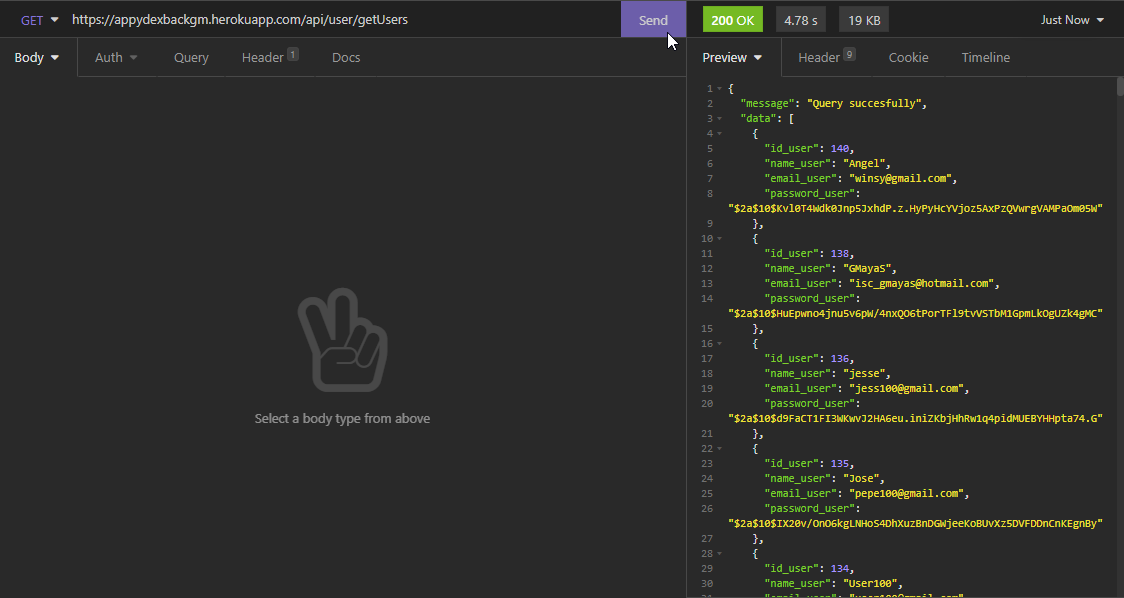 GET https://appydexbackgm.herokuapp.com/api/user/getUsers Send 200 OK 4.78 s 19 KB Just Now
Body Auth Query Header 1 Docs Preview Header 9 Cookie Timeline
1 {
2 "message": "Query succesfully",
3 "data": [
4 {
5 "id_user": 140,
6 "name_user": "Angel",
7 "email_user": "winsy@gmail.com",
8 "password_user":
"$2a$10$Kvl0T4Wdk0Jnp5JxhdP.z.HyPyHcYVjoz5AxPzQVwrgVAMPaOm05W"
9 },
10 {
11 "id_user": 138,
12 "name_user": "GMayaS",
13 "email_user": "isc_gmayas@hotmail.com",
14 "password_user":
"$2a$10$HuEpwno4jnu5v6pW/4nxQO6tPorTFl9tvVSTbM1GpmLkOgUZk4gMC"
15 },
16 {
17 "id_user": 136,
18 "name_user": "jesse",
19 "email_user": "jess100@gmail.com",
20 "password_user":
"$2a$10$d9FaCT1FI3WKwvJ2HA6eu.iniZKbjHhRw1q4pidMUEBYHHpta74.G"
21 },
22 {
23 "id_user": 135,
24 "name_user": "Jose",
25 "email_user": "pepe100@gmail.com",
26 "password_user":
"$2a$10$IX20v/OnO6kgLNHoS4DhXuzBnDGWjeeKoBUvXz5DVFDDnCnKEgnBy"
27 },
28 {
29 "id_user": 134,
30 "name_user": "User100",
Select a body type from above